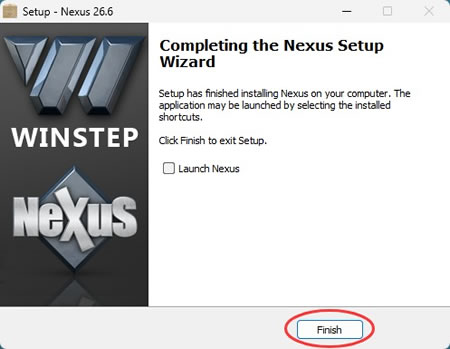 Setup - Nexus 26.6
WINSTEP
NeXuS
Completing the Nexus Setup
Wizard
Setup has finished installing Nexus on your computer. The
application may be launched by selecting the installed
shortcuts.
Click Finish to exit Setup.
Launch Nexus
Finish